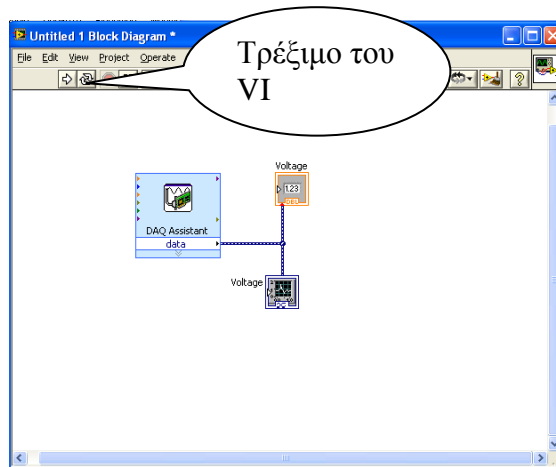 Untitled 1 Block Diagram *
File Edit View Project Operate
Τρέξιμο του
VI
Voltage
1.23
DAQ Assistant
data
Voltage